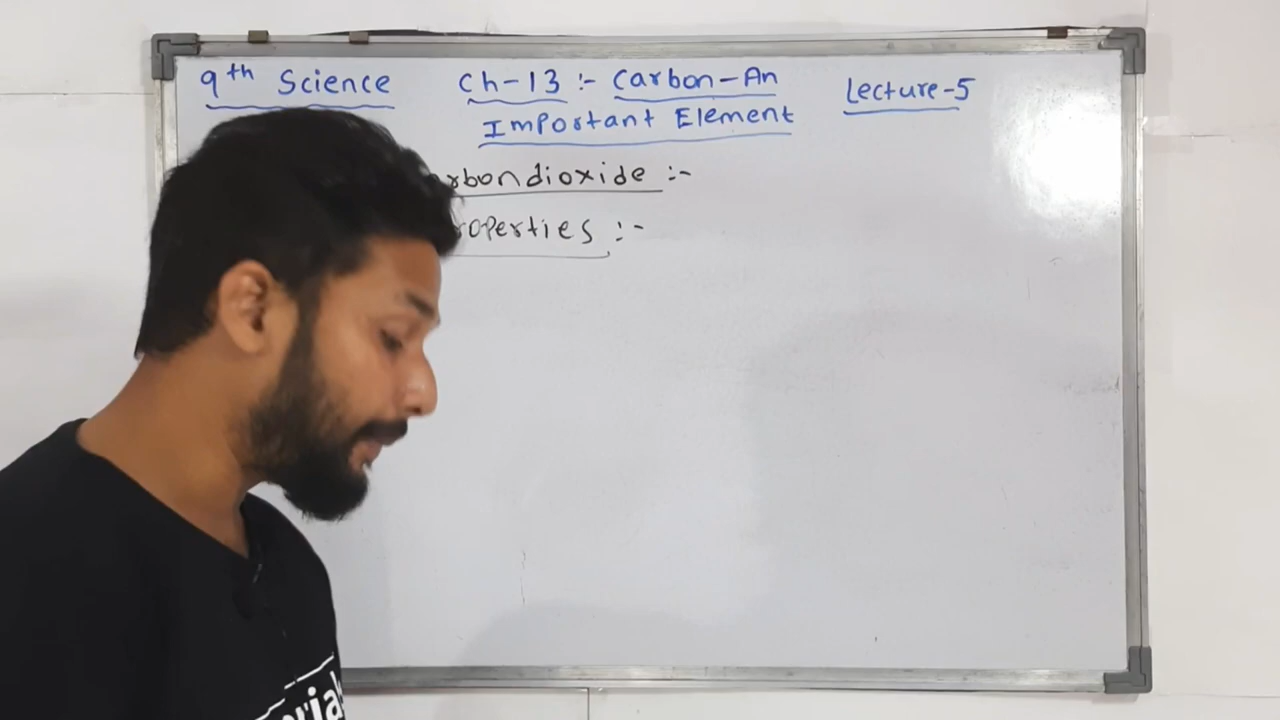 9th Science Ch-13 :- Carbon-An Lecture-5
Important Element
rbondioxide :-
roperties :-